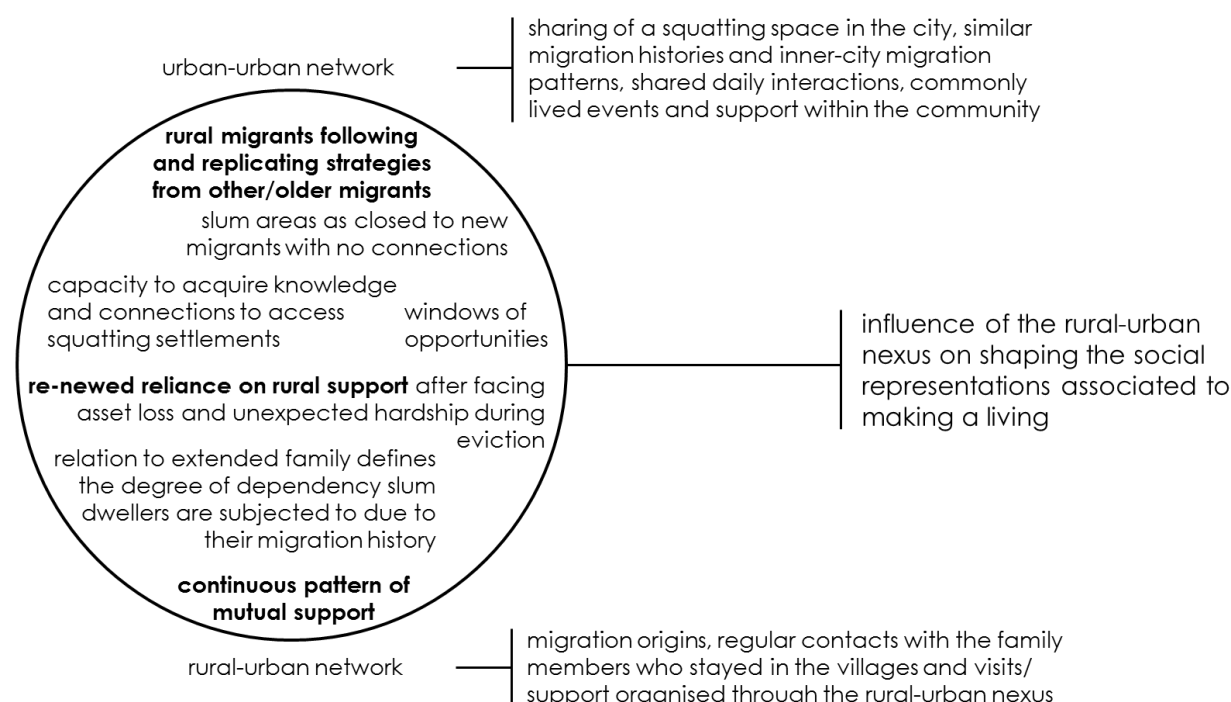 urban-urban network
sharing of a squatting space in the city, similar
migration histories and inner-city migration
patterns, shared daily interactions, commonly
lived events and support within the community
rural migrants following
and replicating strategies
from other/older migrants
slum areas as closed to new
migrants with no connections
capacity to acquire knowledge
and connections to access
squatting settlements
windows of
opportunities
re-newed reliance on rural support after facing
asset loss and unexpected hardship during
eviction
relation to extended family defines
the degree of dependency slum
dwellers are subjected to due to
their migration history
continuous pattern of
mutual support
influence of the rural-urban
nexus on shaping the social
representations associated to
making a living
rural-urban network
migration origins, regular contacts with the family
members who stayed in the villages and visits/
support organised through the rural-urban nexus